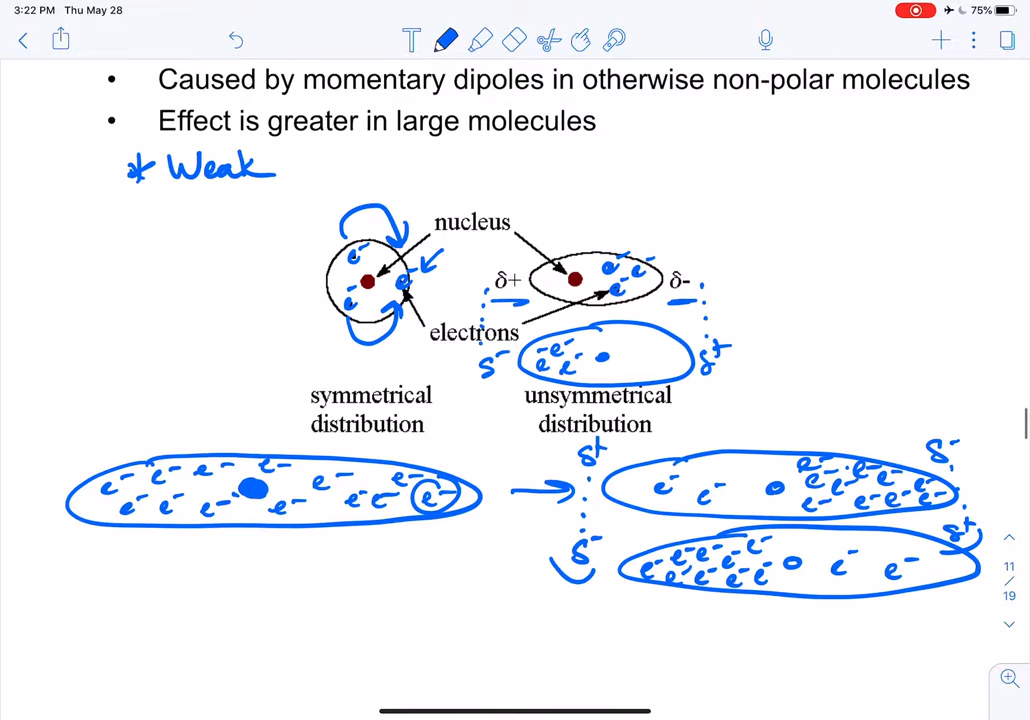 3:22 PM Thu May 28
75%
• Caused by momentary dipoles in otherwise non-polar molecules
• Effect is greater in large molecules
* Weak
nucleus
e⁻
e⁻ e⁻
δ+ e⁻ e⁻ e⁻ δ-
electrons
δ⁻ e⁻ e⁻ e⁻ e⁻ δ+
symmetrical distribution
unsymmetrical distribution
e⁻ e⁻ e⁻ e⁻ e⁻ e⁻ e⁻ e⁻ e⁻ e⁻ e⁻ e⁻ e⁻ e⁻
δ+ e⁻ e⁻ e⁻ e⁻ e⁻ e⁻ e⁻ e⁻ e⁻ e⁻ e⁻ δ⁻
δ⁻ e⁻ e⁻ e⁻ e⁻ e⁻ e⁻ e⁻ e⁻ e⁻ e⁻ e⁻ δ+
11
/
19